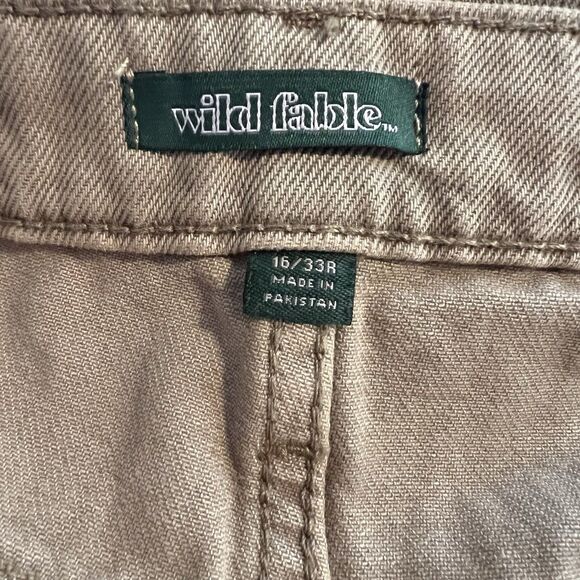 wild fable™
16/33R
MADE IN
PAKISTAN